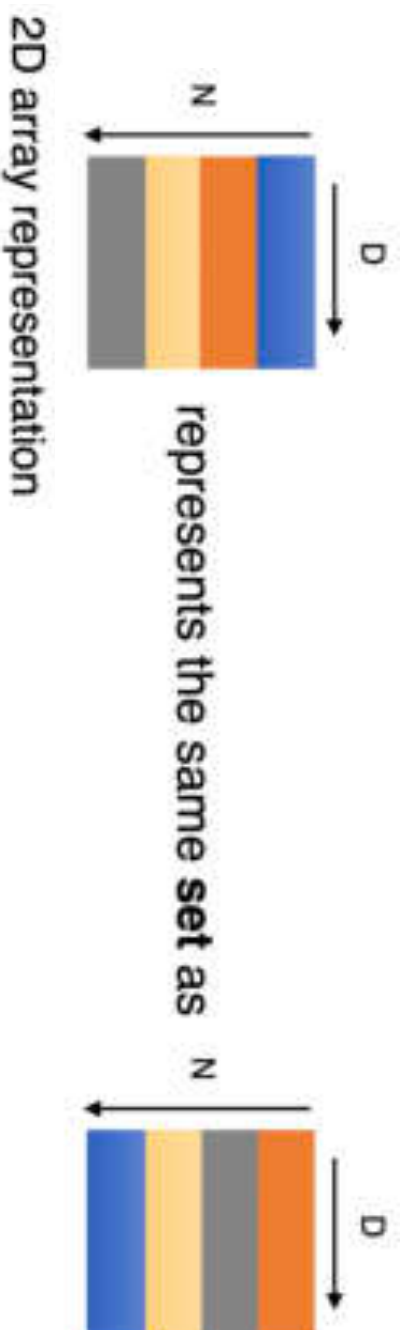 D
N
represents the same set as
D
N
2D array representation